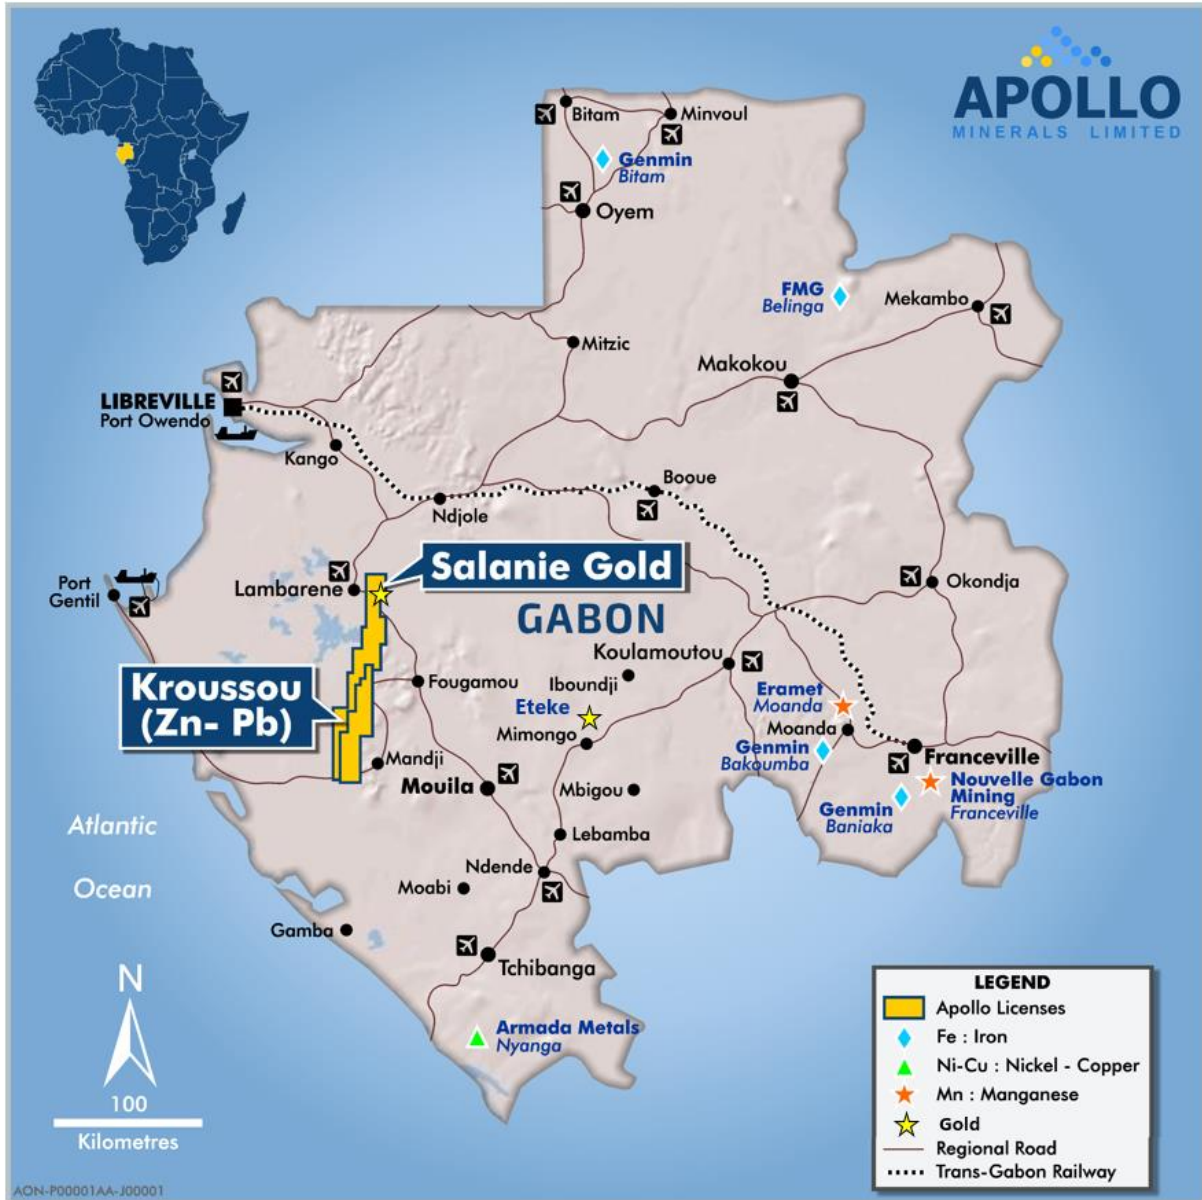 APOLLO
MINERALS LIMITED
Bitam
Minvoul
Genmin
Bitam
Oyem
FMG
Belinga
Mekambo
Mitzic
Makokou
LIBREVILLE
Port Owendo
Kango
Booue
Ndjole
Salanie Gold
Port
Gentil
Lambarene
Okondja
GABON
Koulamoutou
Kroussou
(Zn- Pb)
Fougamou
Iboundji
Eramet
Moanda
Eteke
Mimongo
Moanda
Genmin
Bakoumba
Franceville
Mandji
Mouila
Mbigou
Nouvelle Gabon
Mining
Franceville
Genmin
Baniaka
Atlantic
Ocean
Lebamba
Ndende
Moabi
Gamba
Tchibanga
Armada Metals
Nyanga
N
100
Kilometres
LEGEND
Apollo Licenses
Fe : Iron
Ni-Cu : Nickel - Copper
Mn : Manganese
Gold
Regional Road
Trans-Gabon Railway
AON-P00001AA-J00001